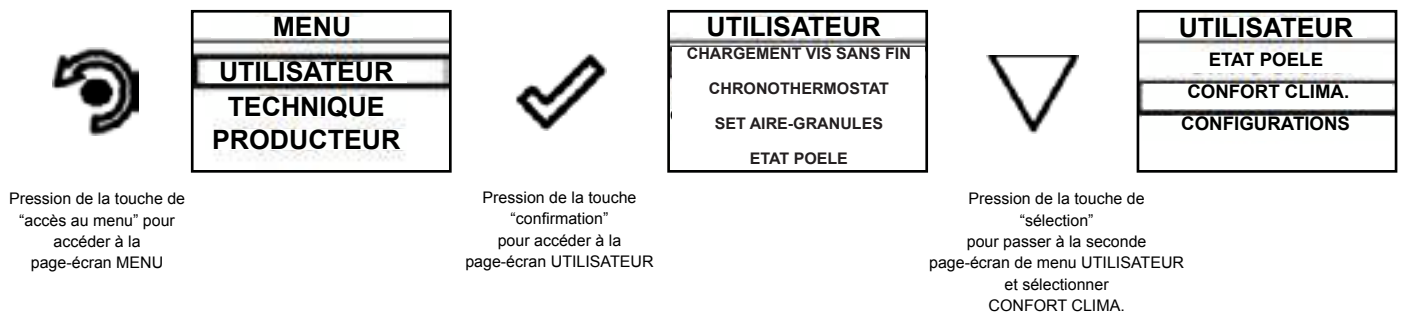 MENU
UTILISATEUR
TECHNIQUE
PRODUCTEUR
Pression de la touche de
“accès au menu” pour
accéder à la
page-écran MENU
UTILISATEUR
CHARGEMENT VIS SANS FIN
CHRONOTHERMOSTAT
SET AIRE-GRANULES
ETAT POELE
Pression de la touche
“confirmation”
pour accéder à la
page-écran UTILISATEUR
UTILISATEUR
ETAT POELE
CONFORT CLIMA.
CONFIGURATIONS
Pression de la touche de
“sélection”
pour passer à la seconde
page-écran de menu UTILISATEUR
et sélectionner
CONFORT CLIMA.